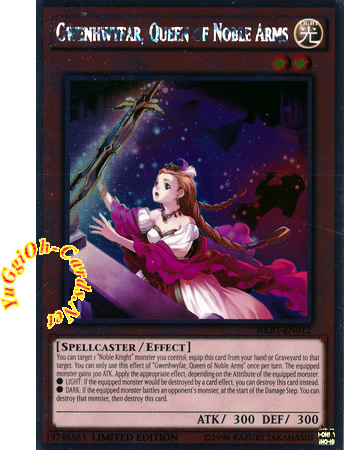 GWENHWYFAR, QUEEN OF NOBLE ARMS
LIGHT
光
YuGgiOh-Cards.Net
NKRT-EN012
[SPELLCASTER / EFFECT]
You can target 1 "Noble Knight" monster you control; equip this card from your hand or Graveyard to that
target. You can only use this effect of "Gwenhwyfar, Queen of Noble Arms" once per turn. The equipped
monster gains 300 ATK. Apply the appropriate effect, depending on the Attribute of the equipped monster.
● LIGHT: If the equipped monster would be destroyed by a card effect, you can destroy this card instead.
● DARK: If the equipped monster battles an opponent's monster, at the start of the Damage Step: You can
destroy that monster, then destroy this card.
ATK/ 300 DEF/ 300
19748583 LIMITED EDITION ©1996 KAZUKI TAKAHASHI